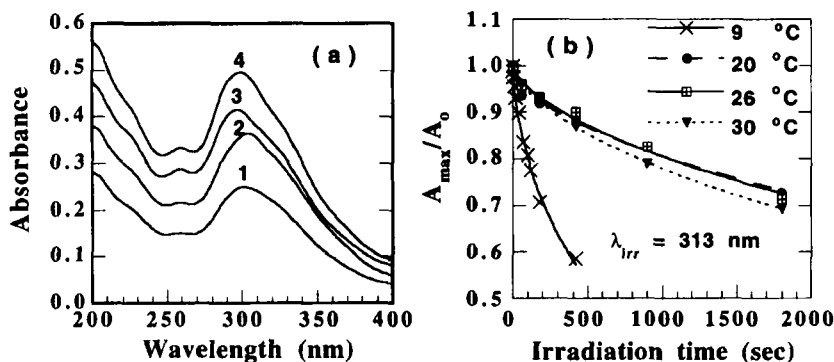 (a)
4
3
2
1
Absorbance
0.6
0.5
0.4
0.3
0.2
0.1
0.0
200 250 300 350 400
Wavelength (nm)
(b)
9 °C
20 °C
26 °C
30 °C
A_max/A_o
1.1
1.0
0.9
0.8
0.7
0.6
0.5
λ_irr = 313 nm
0 500 1000 1500 2000
Irradiation time (sec)